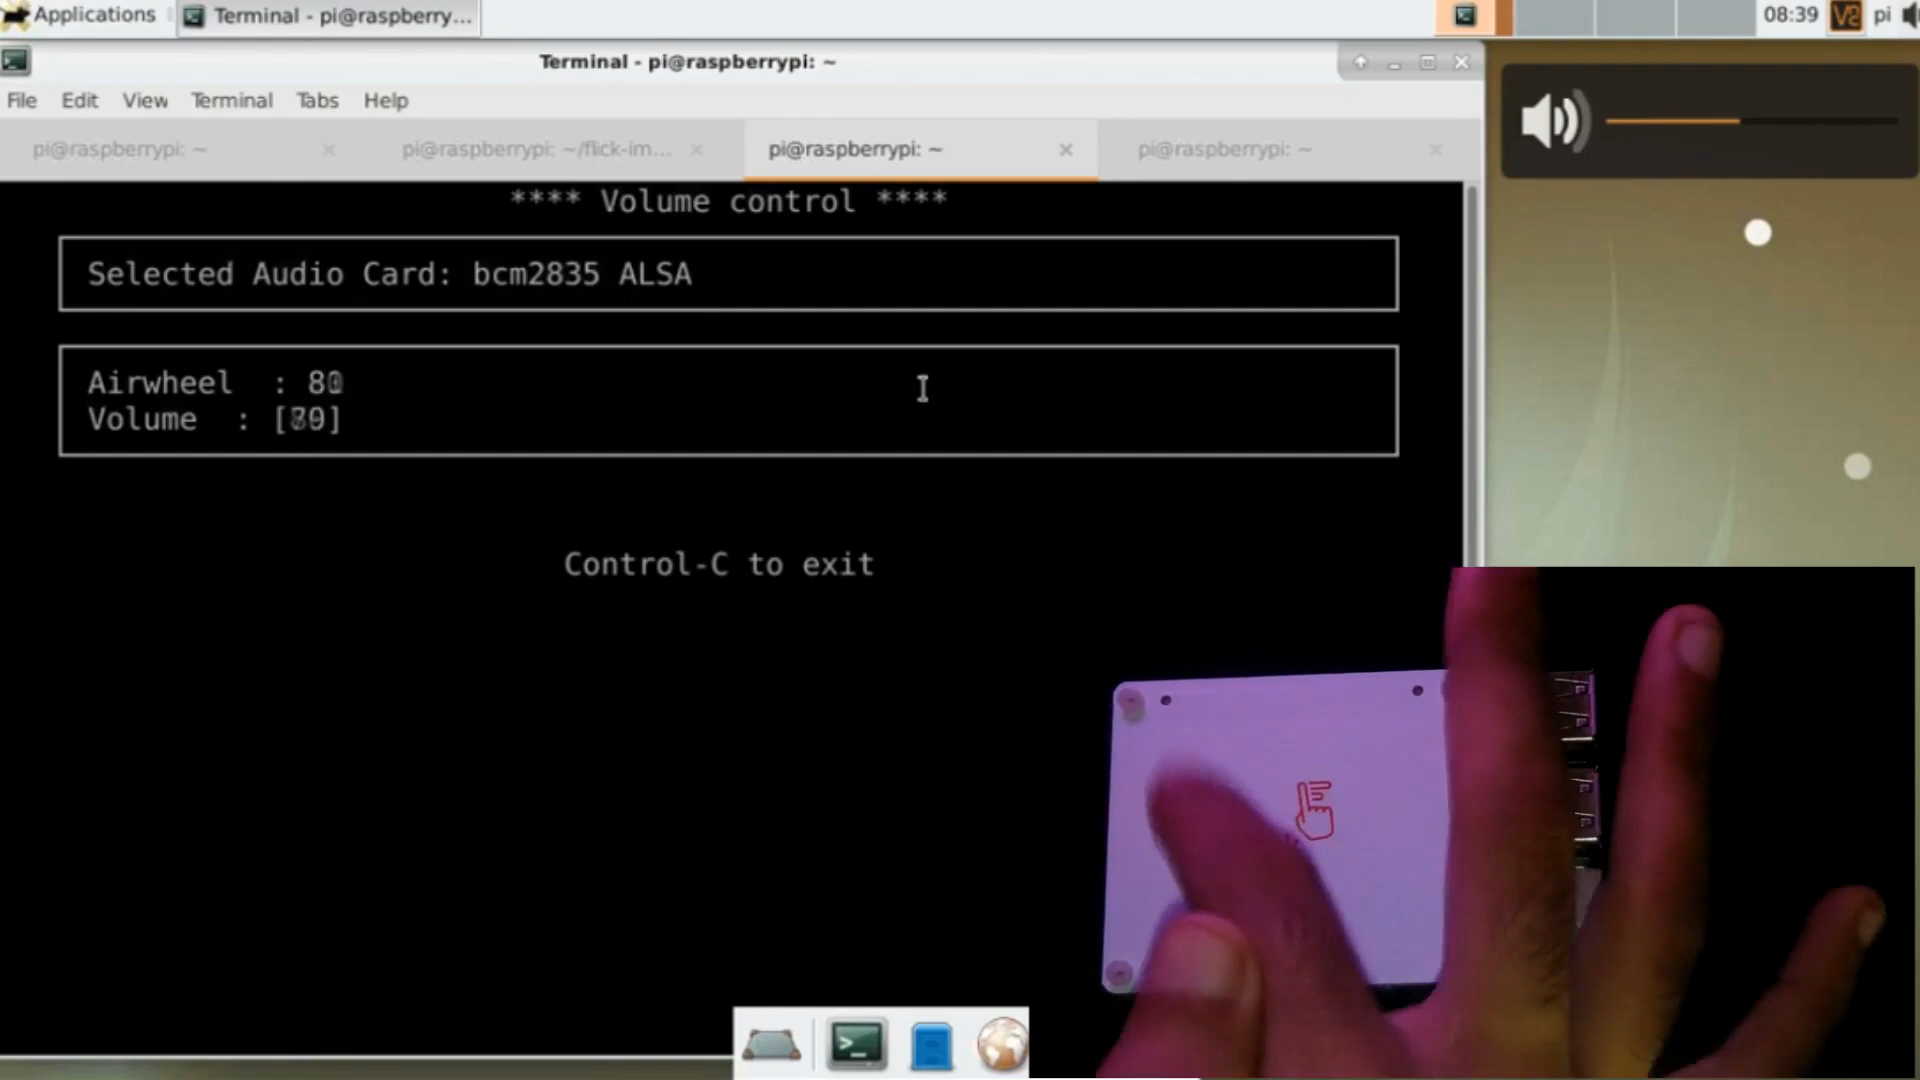 Applications
Terminal - pi@raspberry...
08:39
pi
Terminal - pi@raspberrypi: ~
File Edit View Terminal Tabs Help
pi@raspberrypi: ~
pi@raspberrypi: ~/flick-im...
pi@raspberrypi: ~
pi@raspberrypi: ~
**** Volume control ****
Selected Audio Card: bcm2835 ALSA
Airwheel :
Volume :
Control-C to exit